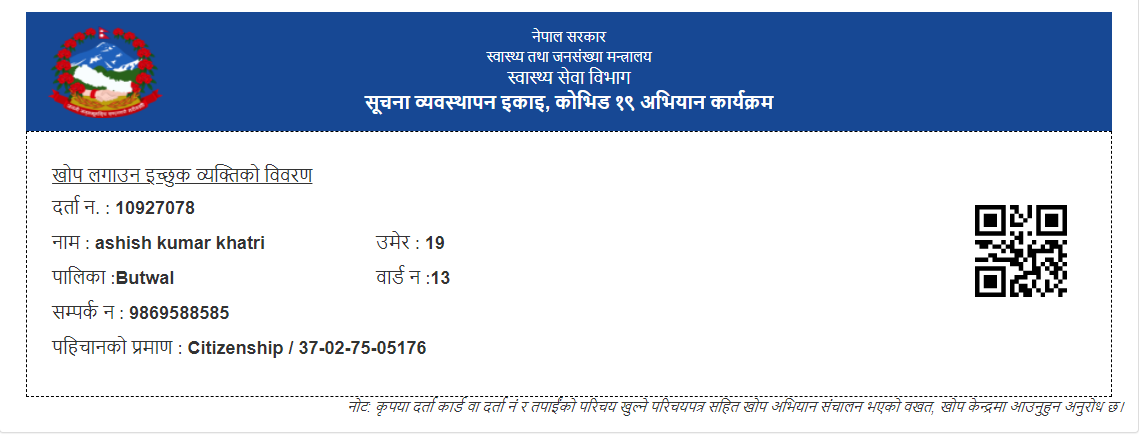 नेपाल सरकार
स्वास्थ्य तथा जनसंख्या मन्त्रालय
स्वास्थ्य सेवा विभाग
सूचना व्यवस्थापन इकाइ, कोभिड १९ अभियान कार्यक्रम
खोप लगाउन इच्छुक व्यक्तिको विवरण
दर्ता न. : 10927078
नाम : ashish kumar khatri उमेर : 19
पालिका :Butwal वार्ड न :13
सम्पर्क न : 9869588585
पहिचानको प्रमाण : Citizenship / 37-02-75-05176
नोट: कृपया दर्ता कार्ड वा दर्ता नं र तपाईंको परिचय खुल्ने परिचयपत्र सहित खोप अभियान संचालन भएको वखत, खोप केन्द्रमा आउनुहुन अनुरोध छ।